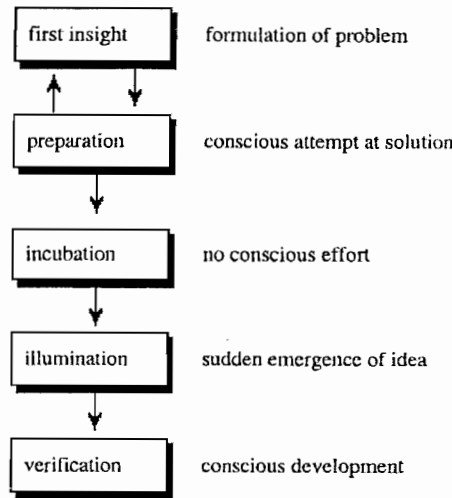 first insight formulation of problem
preparation conscious attempt at solution
incubation no conscious effort
illumination sudden emergence of idea
verification conscious development